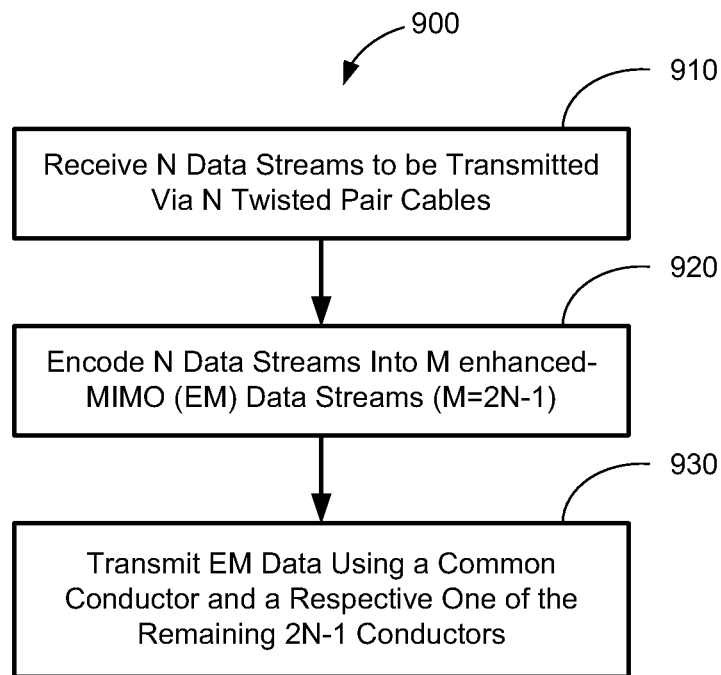 900
910
Receive N Data Streams to be Transmitted
Via N Twisted Pair Cables
920
Encode N Data Streams Into M enhanced-
MIMO (EM) Data Streams (M=2N-1)
930
Transmit EM Data Using a Common
Conductor and a Respective One of the
Remaining 2N-1 Conductors